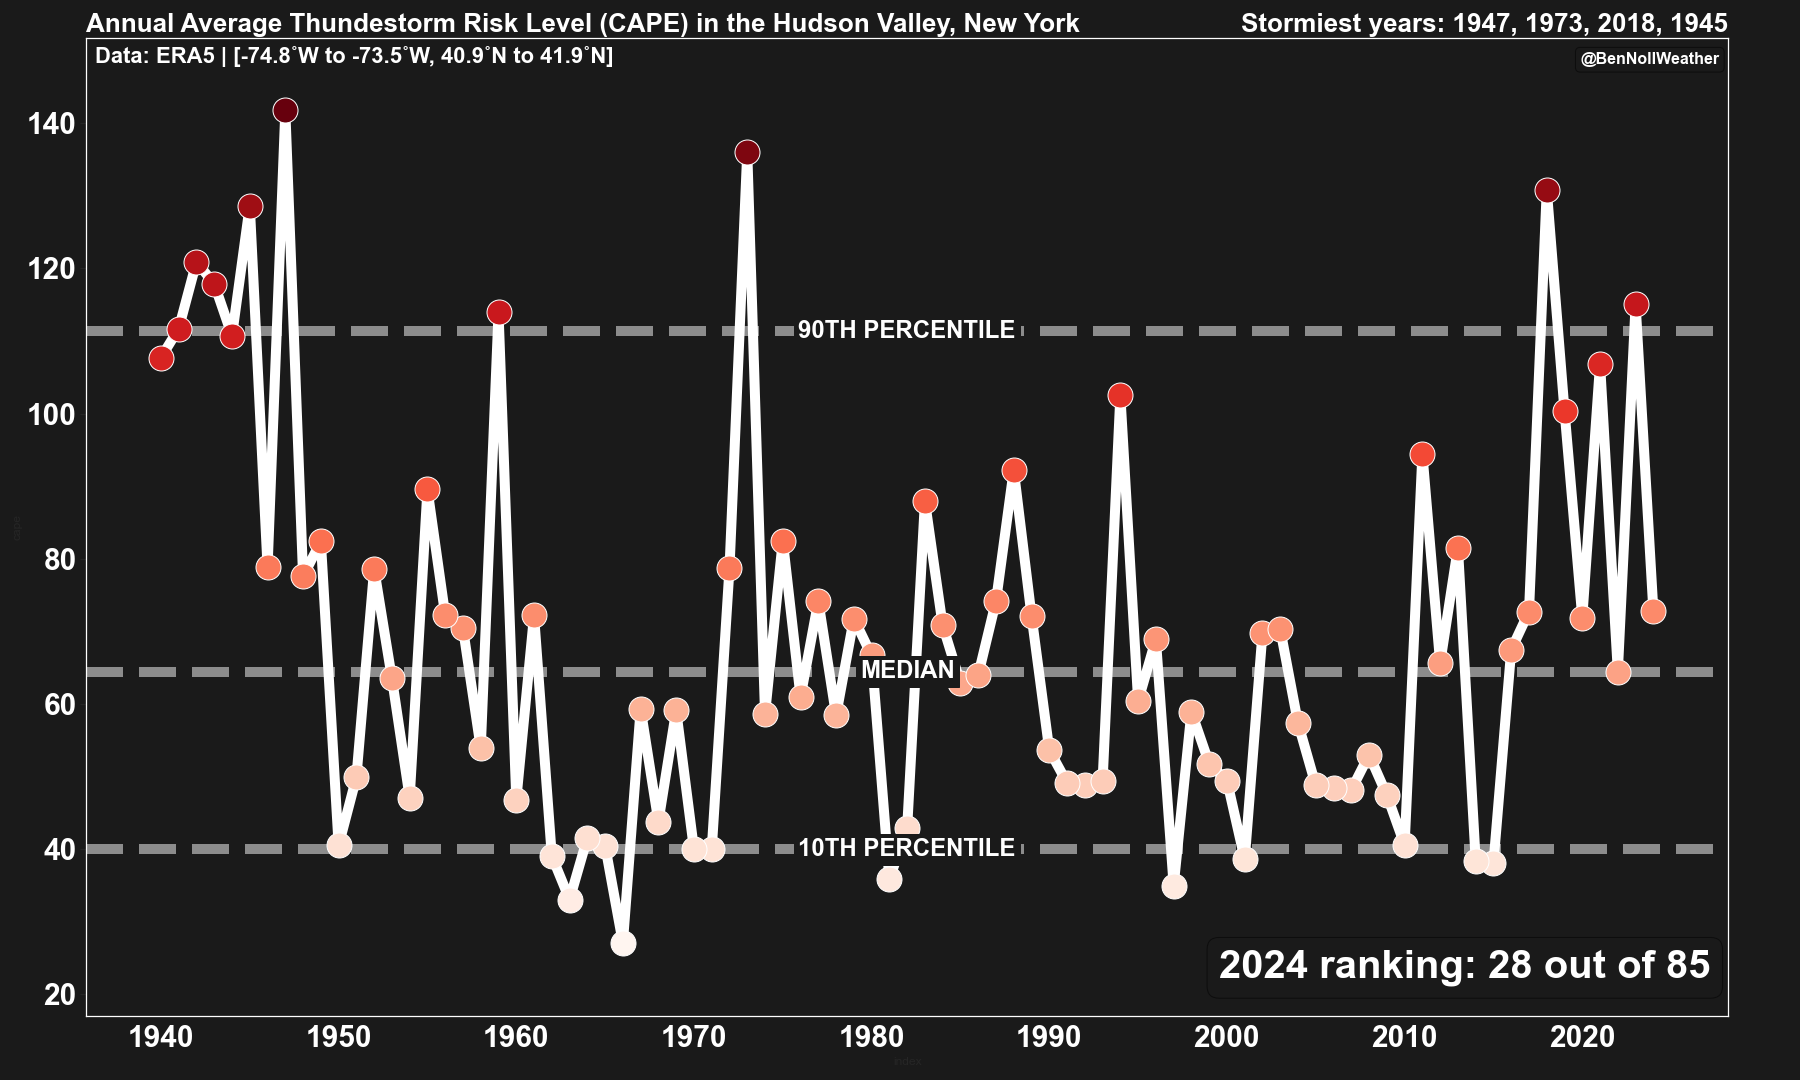 Annual Average Thundestorm Risk Level (CAPE) in the Hudson Valley, New York
Stormiest years: 1947, 1973, 2018, 1945
Data: ERA5 | [-74.8°W to -73.5°W, 40.9°N to 41.9°N]
@BenNollWeather
140
120
90TH PERCENTILE
100
cape
80
MEDIAN
60
40
10TH PERCENTILE
2024 ranking: 28 out of 85
20
1940 1950 1960 1970 1980 1990 2000 2010 2020
index